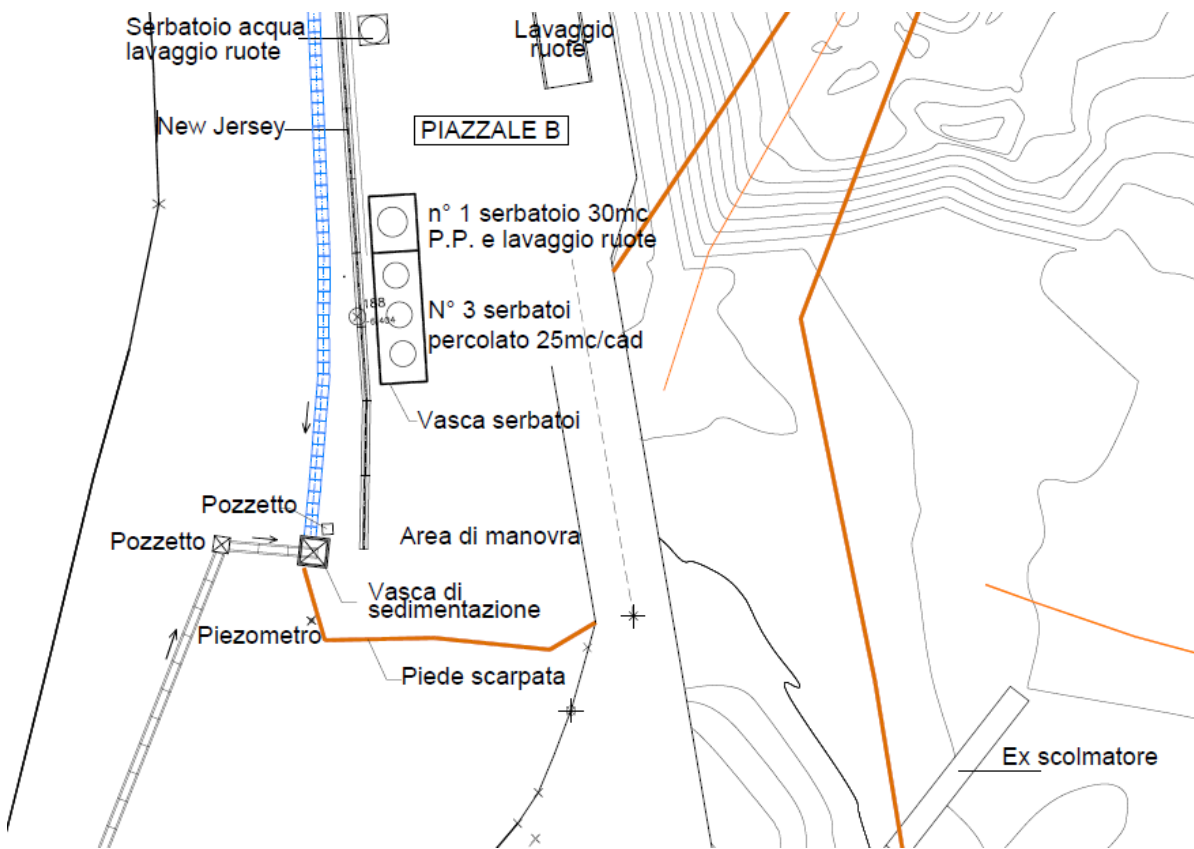 Serbatoio acqua
lavaggio ruote
Lavaggio
ruote
New Jersey
PIAZZALE B
n° 1 serbatoio 30mc
P.P. e lavaggio ruote
188
N° 3 serbatoi
percolato 25mc/cad
Vasca serbatoi
Pozzetto
Pozzetto
Area di manovra
Vasca di
sedimentazione
Piezometro
Piede scarpata
Ex scolmatore